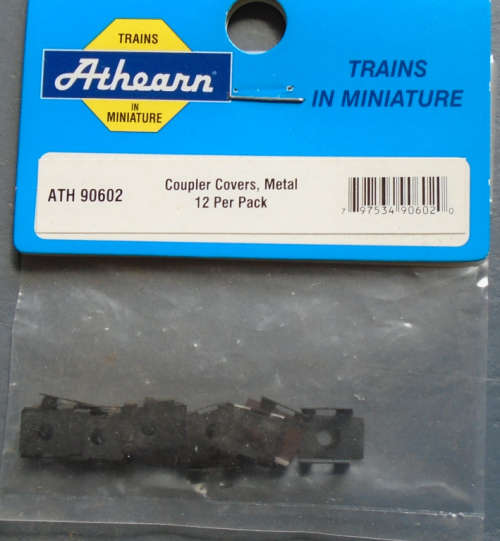 TRAINS
Athearn®
IN
MINIATURE
TRAINS
IN MINIATURE
ATH 90602
Coupler Covers, Metal
12 Per Pack
7 97534 90602 0